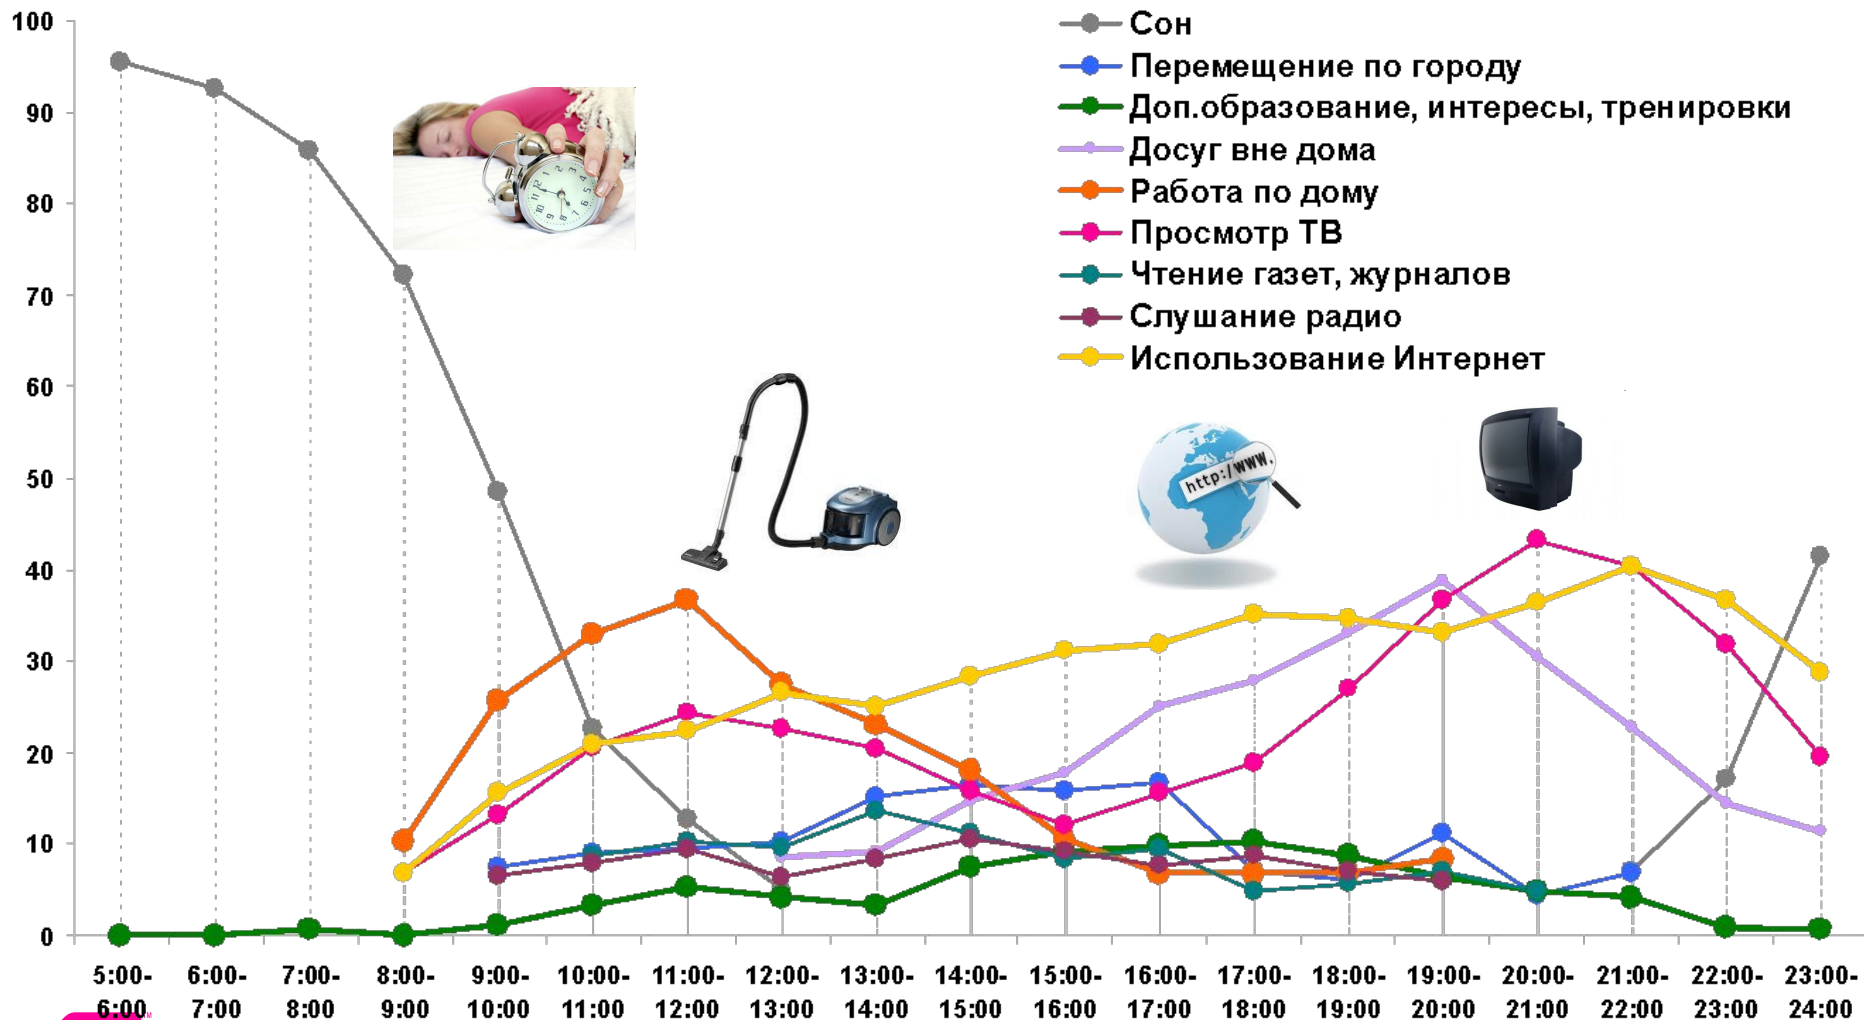 100
90
80
70
60
50
40
30
20
10
0
Сон
Перемещение по городу
Доп.образование, интересы, тренировки
Досуг вне дома
Работа по дому
Просмотр ТВ
Чтение газет, журналов
Слушание радио
Использование Интернет
http:/www.
5:00- 6:00- 7:00- 8:00- 9:00- 10:00- 11:00- 12:00- 13:00- 14:00- 15:00- 16:00- 17:00- 18:00- 19:00- 20:00- 21:00- 22:00- 23:00-
6:00 7:00 8:00 9:00 10:00 11:00 12:00 13:00 14:00 15:00 16:00 17:00 18:00 19:00 20:00 21:00 22:00 23:00 24:00